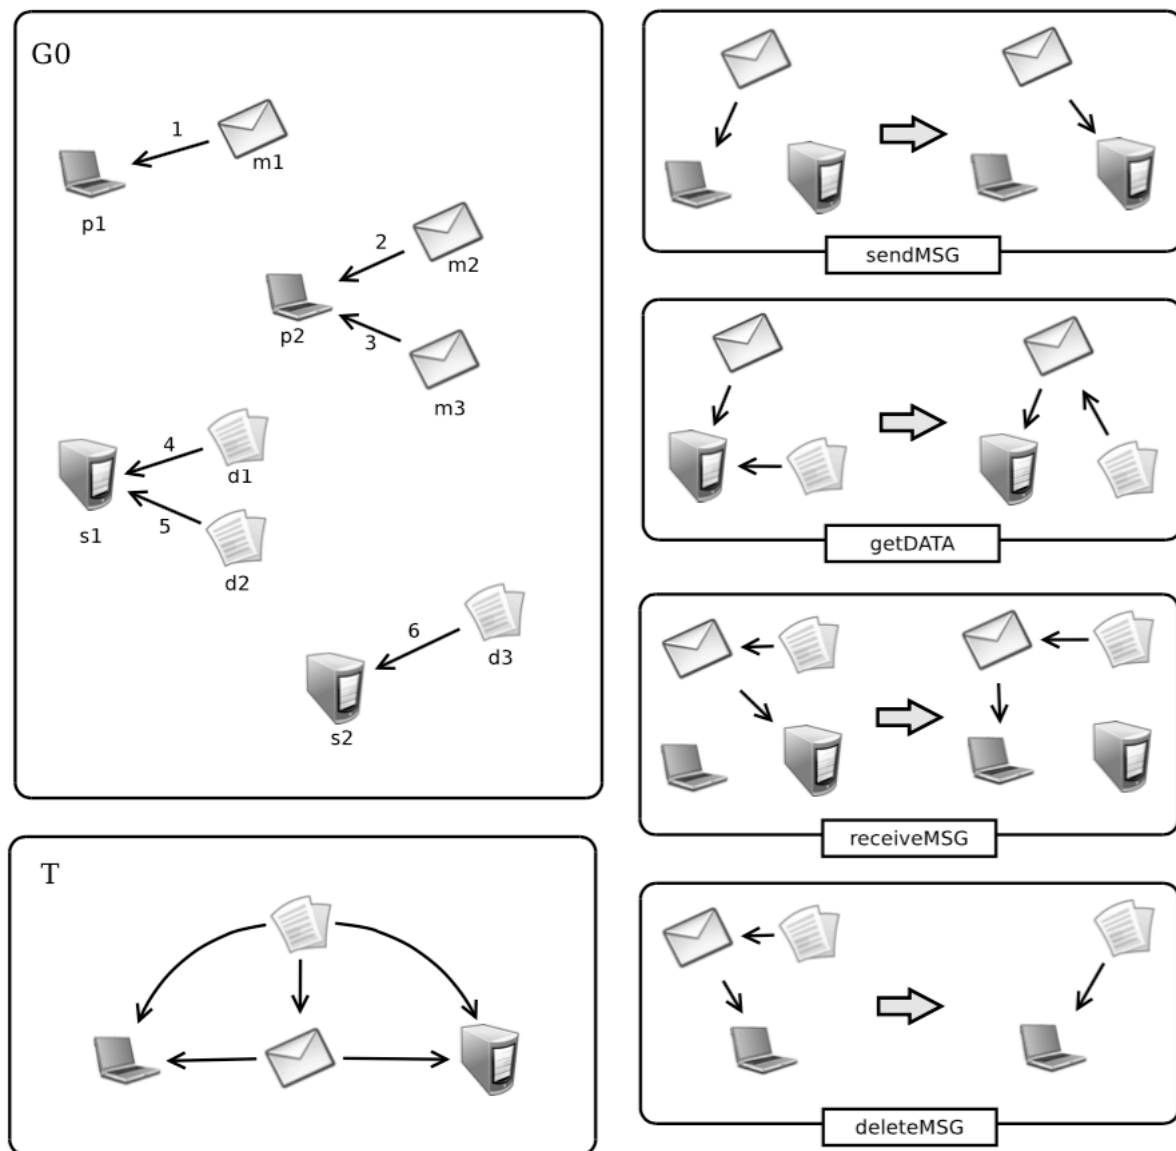 G0
1
m1
p1
2
m2
p2
3
m3
4
d1
s1
5
d2
6
d3
s2
T
sendMSG
getDATA
receiveMSG
deleteMSG